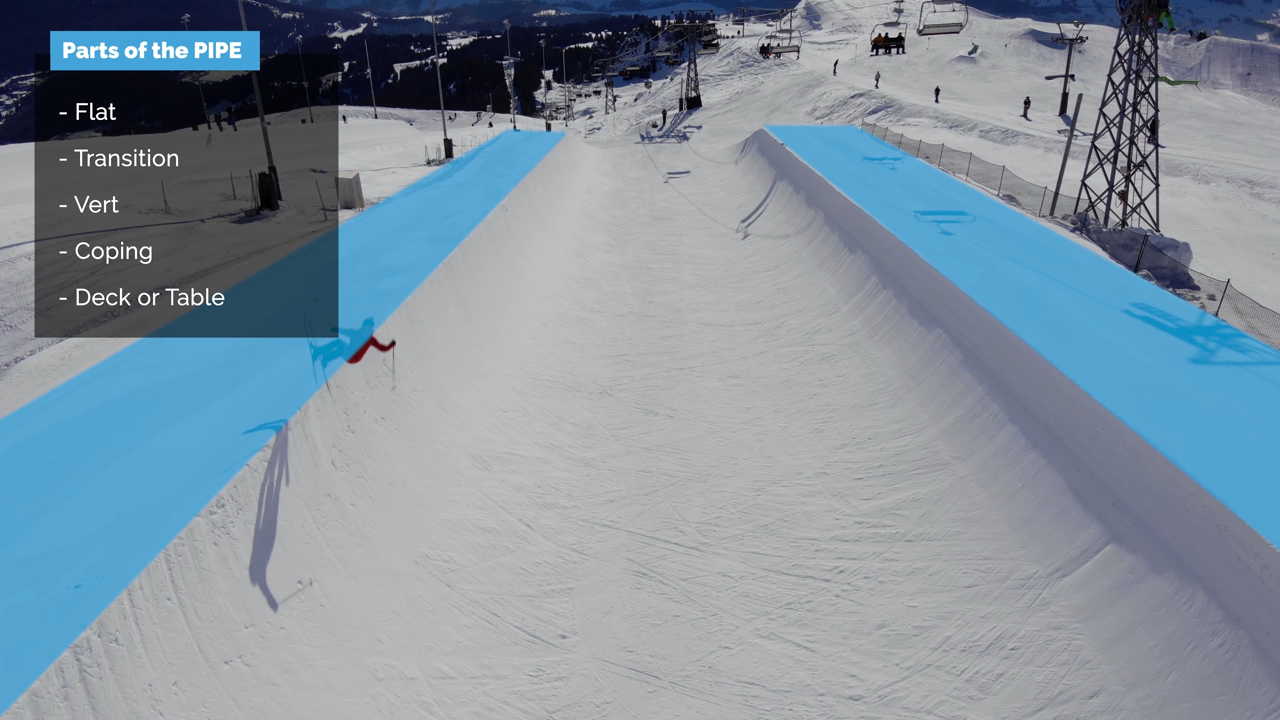 Parts of the PIPE
- Flat
- Transition
- Vert
- Coping
- Deck or Table